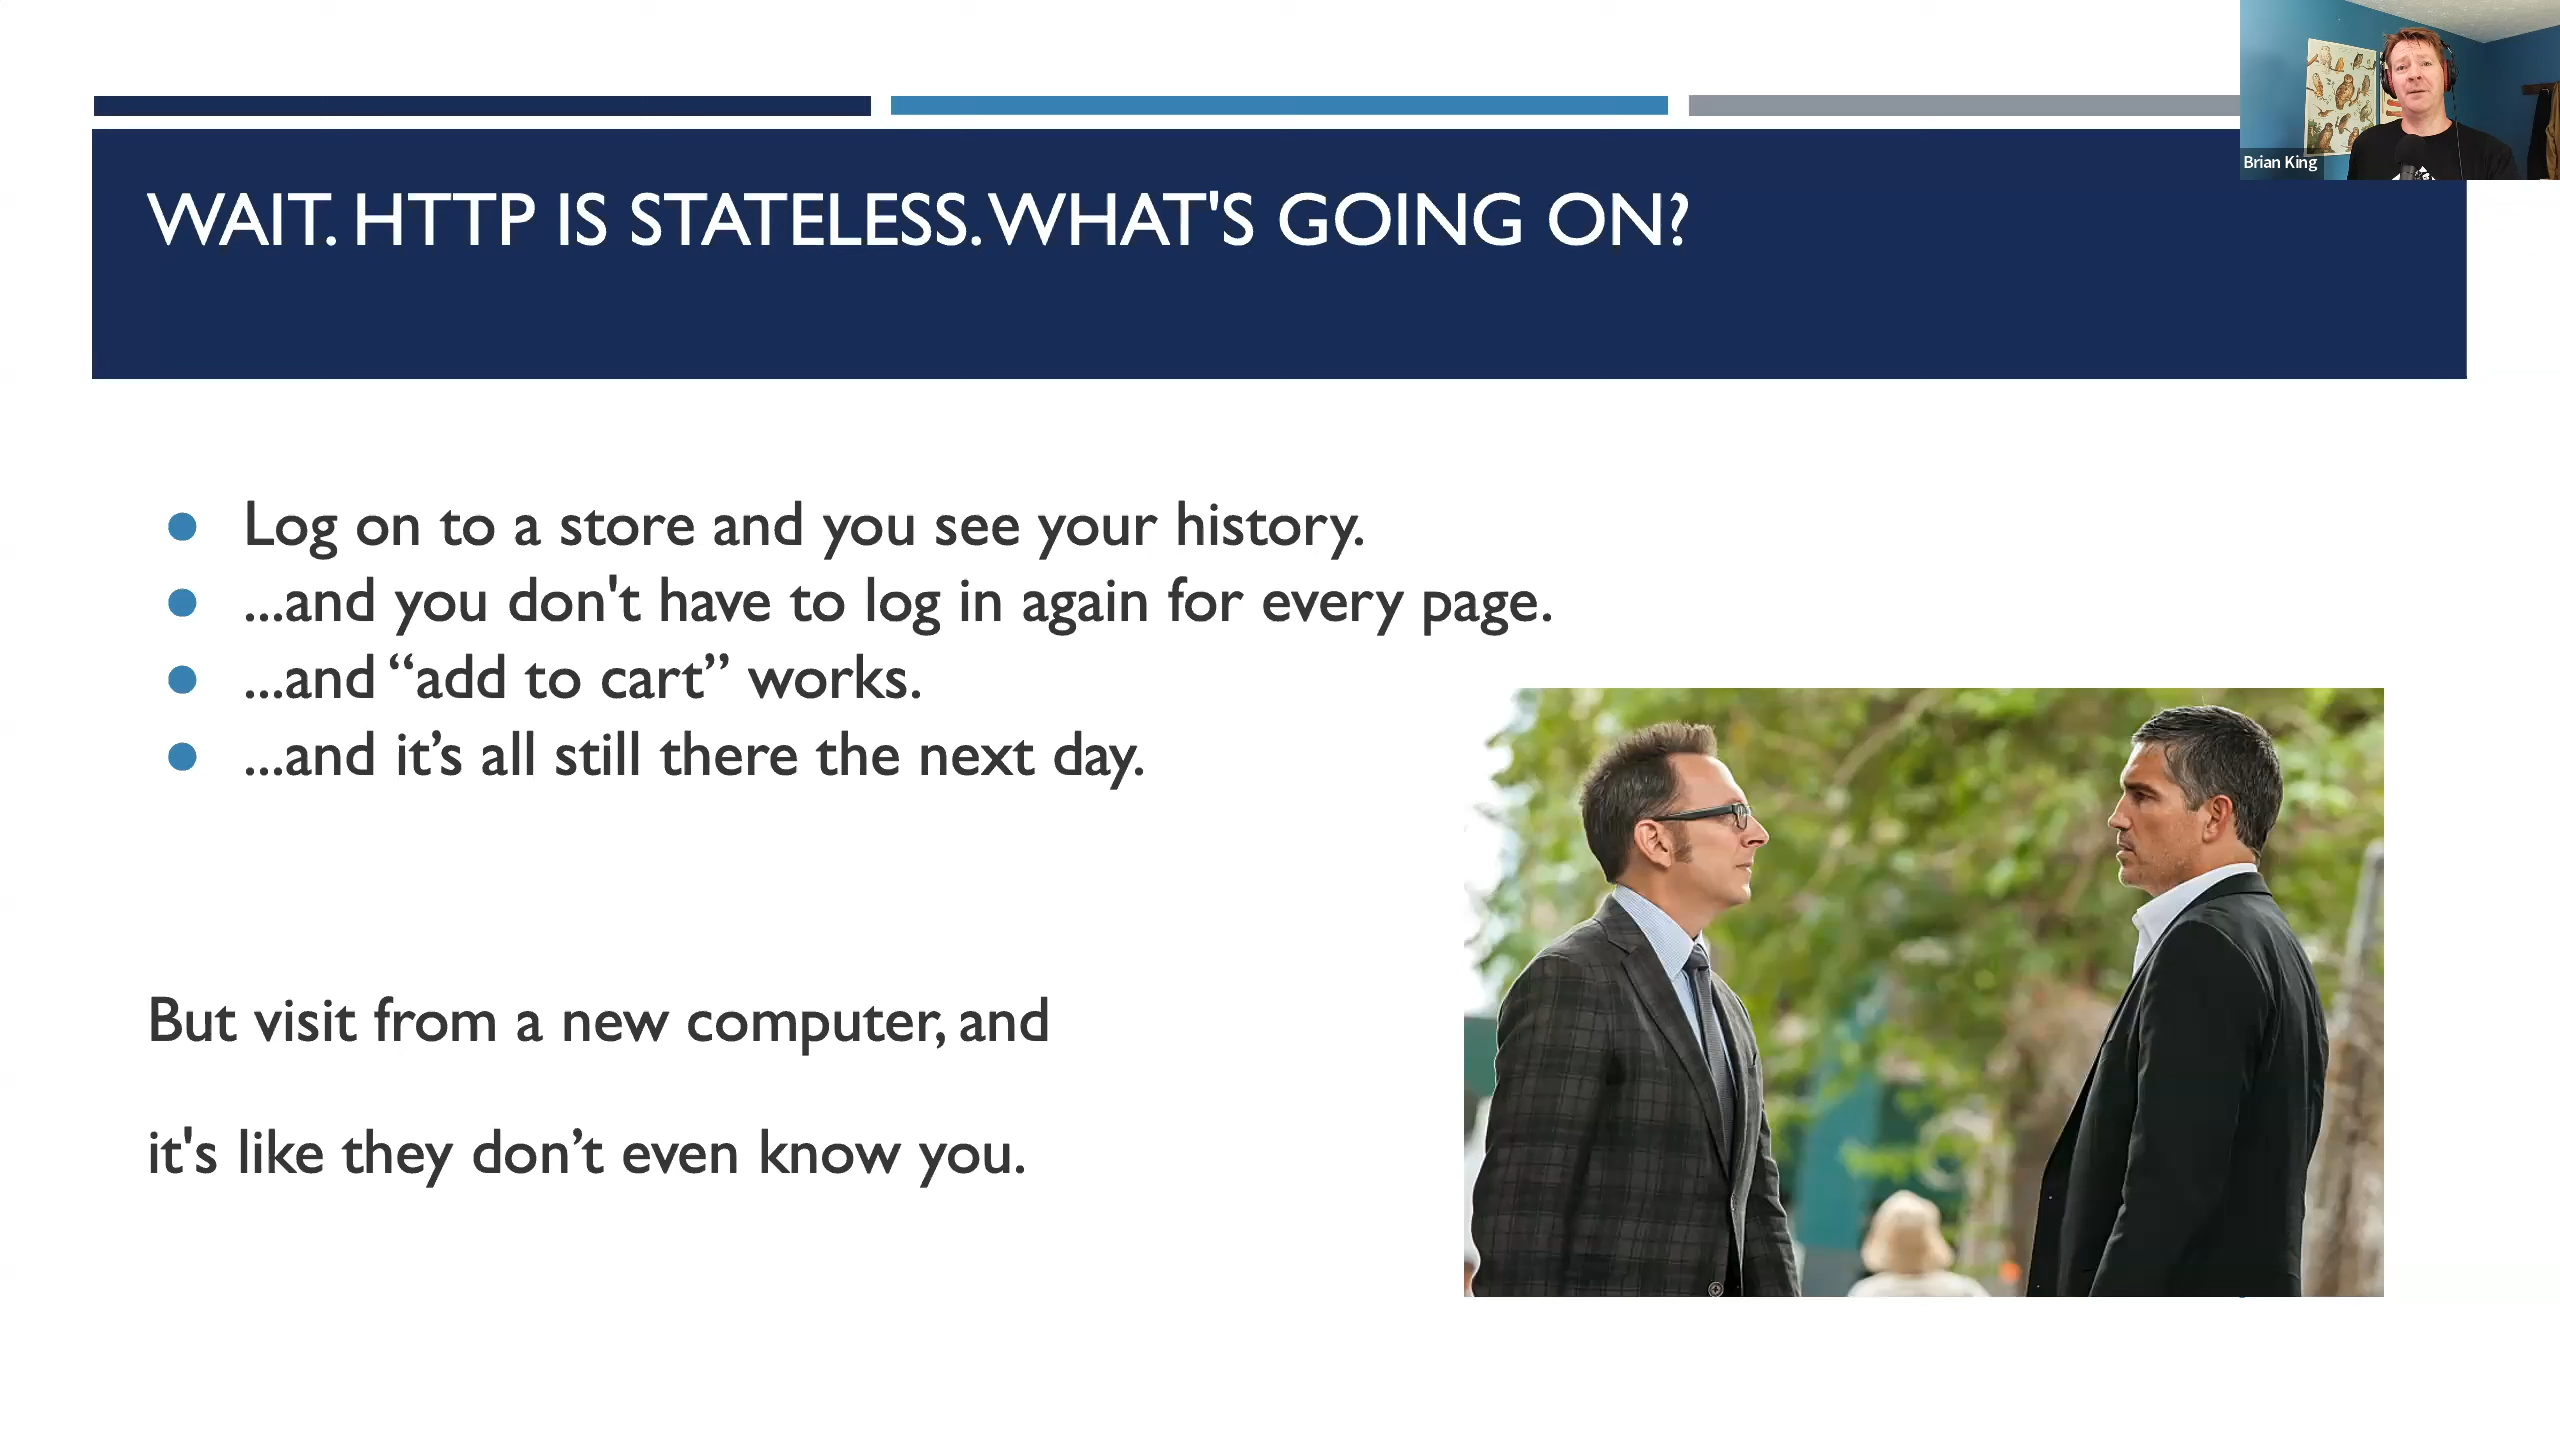 WAIT. HTTP IS STATELESS. WHAT'S GOING ON?
Brian King
● Log on to a store and you see your history.
● ...and you don't have to log in again for every page.
● ...and “add to cart” works.
● ...and it’s all still there the next day.
But visit from a new computer, and
it's like they don’t even know you.